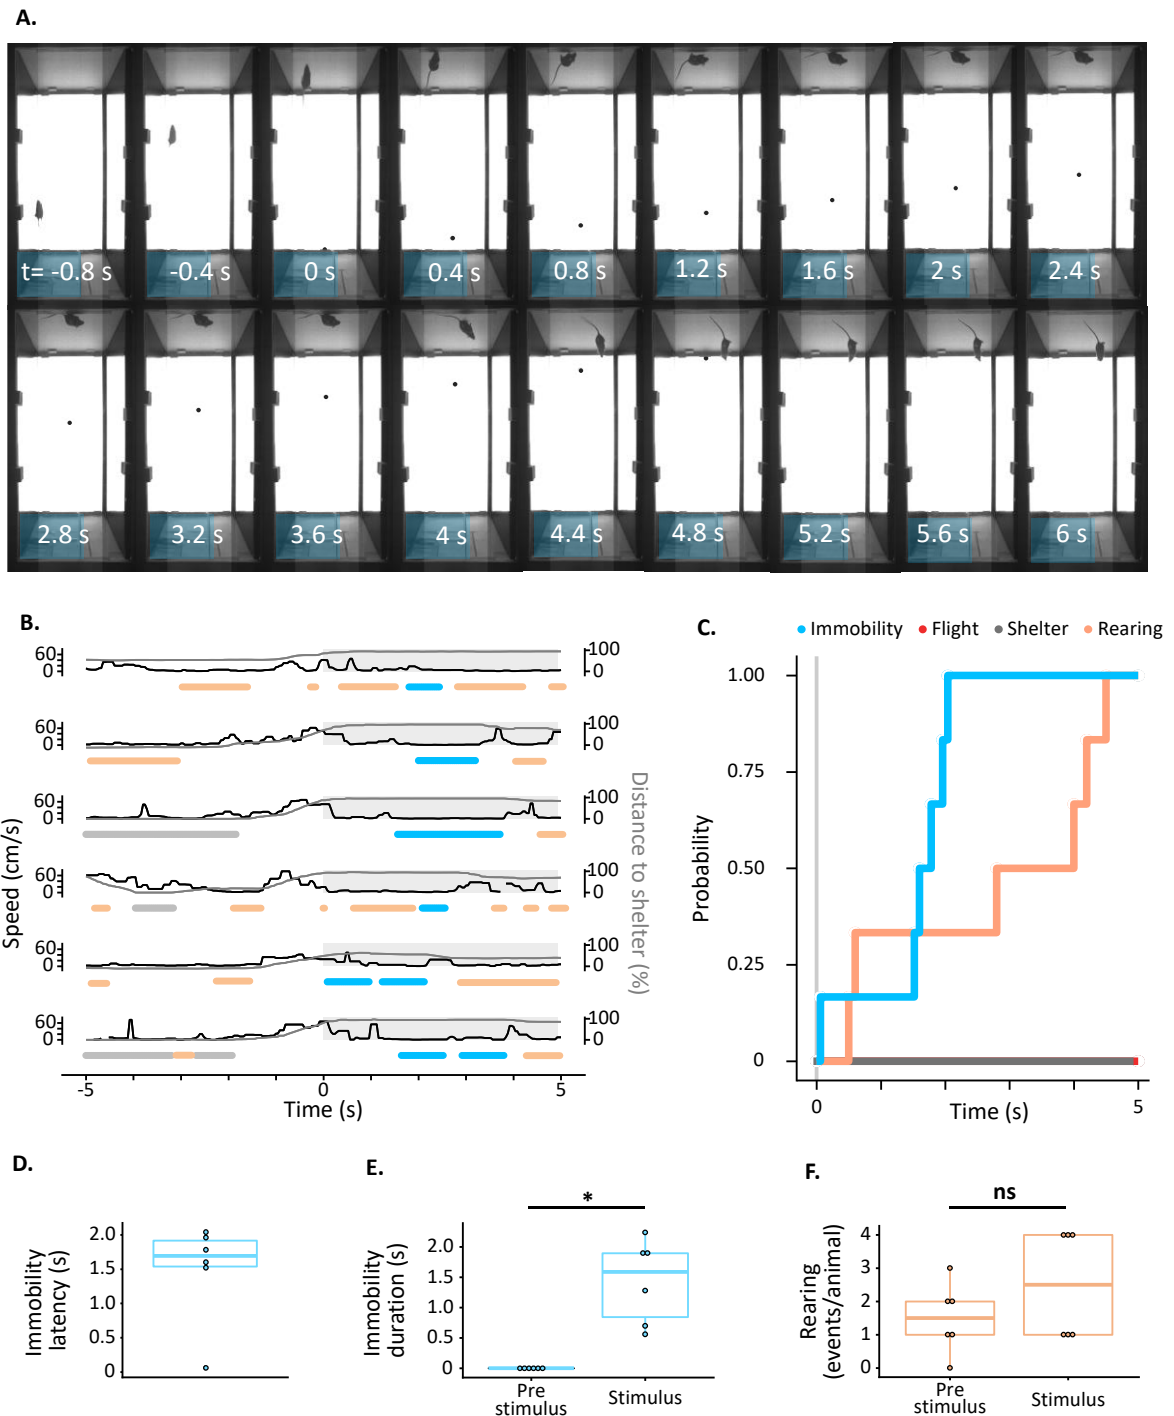 A.
t= -0.8 s
-0.4 s
0 s
0.4 s
0.8 s
1.2 s
1.6 s
2 s
2.4 s
2.8 s
3.2 s
3.6 s
4 s
4.4 s
4.8 s
5.2 s
5.6 s
6 s
B.
Speed (cm/s)
60
0
100
0
60
0
100
0
60
0
100
0
60
0
100
0
60
0
100
0
60
0
100
0
Distance to shelter (%)
-5
0
5
Time (s)
C.
Immobility
Flight
Shelter
Rearing
Probability
1.00
0.75
0.50
0.25
0
0
5
Time (s)
D.
Immobility
latency (s)
2.0
1.5
1.0
0.5
0
E.
*
Immobility
duration (s)
2.0
1.5
1.0
0.5
0
Pre
stimulus
Stimulus
F.
ns
Rearing
(events/animal)
4
3
2
1
0
Pre
stimulus
Stimulus